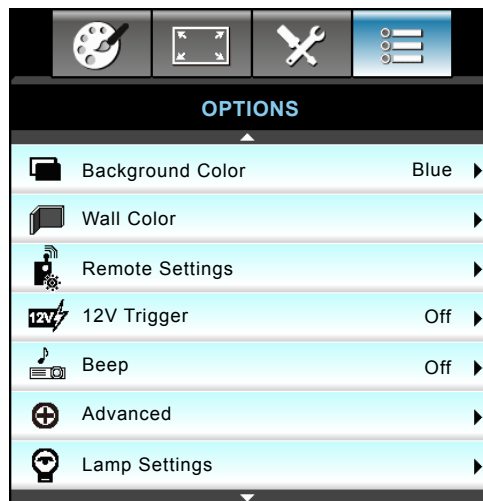 OPTIONS
Background Color Blue
Wall Color
Remote Settings
12V 12V Trigger Off
Beep Off
Advanced
Lamp Settings